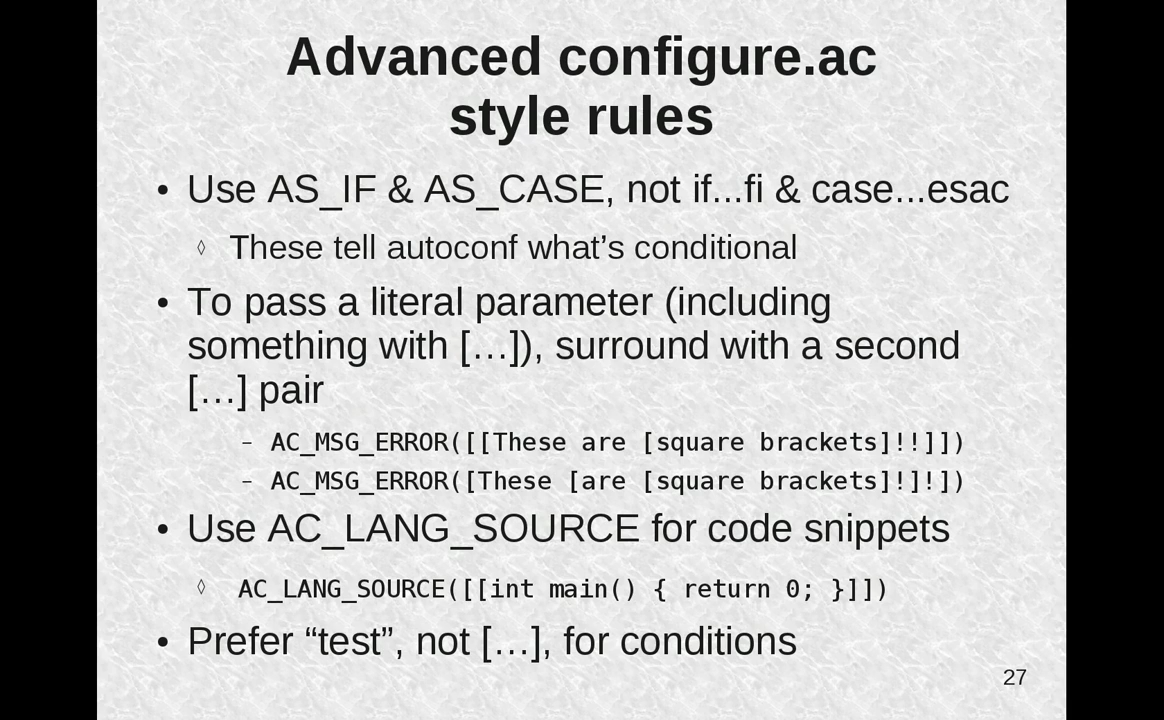 Advanced configure.ac
style rules
• Use AS_IF & AS_CASE, not if...fi & case...esac
◊ These tell autoconf what’s conditional
• To pass a literal parameter (including
something with […]), surround with a second
[…] pair
– AC_MSG_ERROR([[These are [square brackets]!!]])
– AC_MSG_ERROR([These [are [square brackets]!]!])
• Use AC_LANG_SOURCE for code snippets
◊ AC_LANG_SOURCE([[int main() { return 0; }]])
• Prefer “test”, not […], for conditions
27